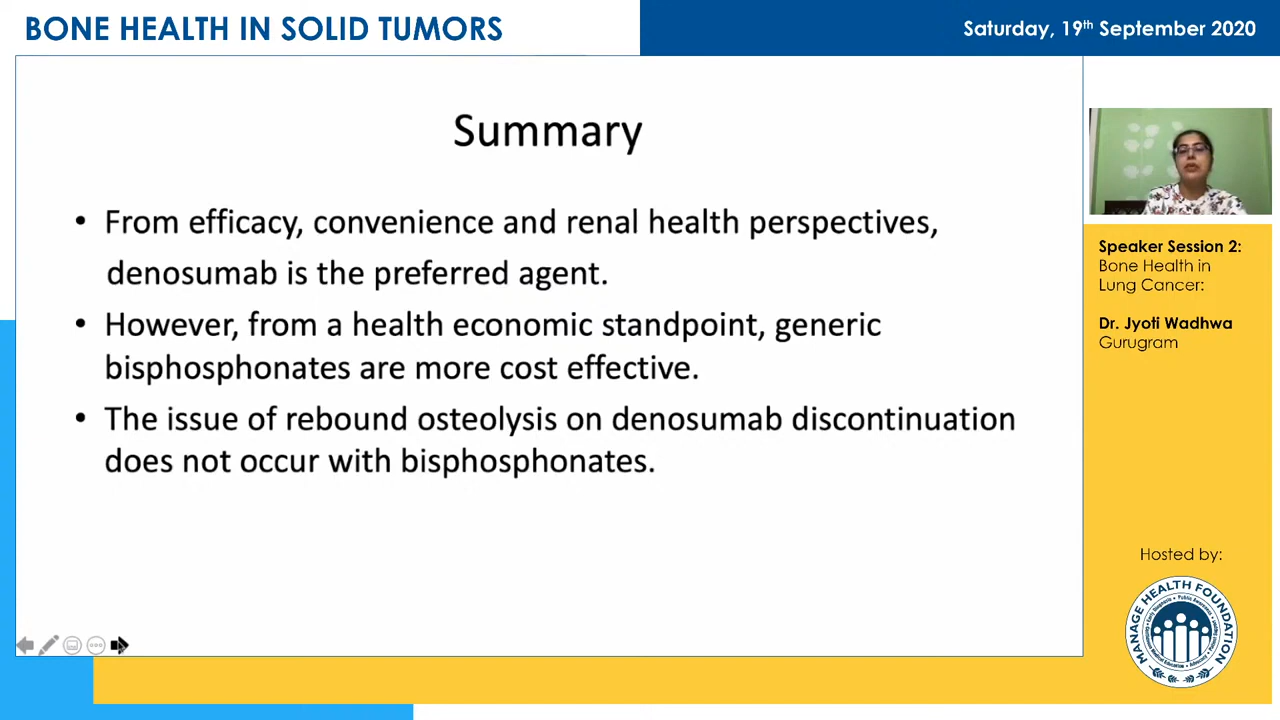 BONE HEALTH IN SOLID TUMORS
Saturday, 19th September 2020
Summary
• From efficacy, convenience and renal health perspectives,
denosumab is the preferred agent.
• However, from a health economic standpoint, generic
bisphosphonates are more cost effective.
• The issue of rebound osteolysis on denosumab discontinuation
does not occur with bisphosphonates.
Speaker Session 2:
Bone Health in
Lung Cancer:
Dr. Jyoti Wadhwa
Gurugram
Hosted by:
MANAGE HEALTH FOUNDATION